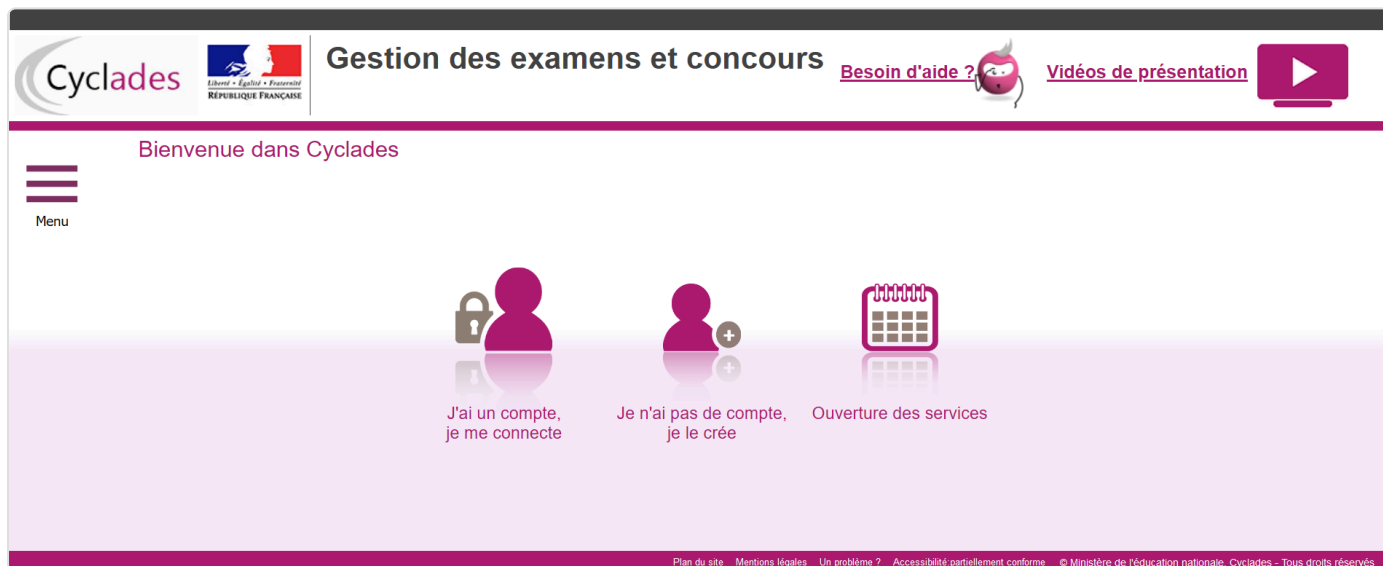 Cyclades
Liberté • Égalité • Fraternité
RÉPUBLIQUE FRANÇAISE
Gestion des examens et concours
Besoin d'aide ?
Vidéos de présentation
Bienvenue dans Cyclades
Menu
J'ai un compte,
je me connecte
Je n'ai pas de compte,
je le crée
Ouverture des services
Plan du site Mentions légales Un problème ? Accessibilité:partiellement conforme © Ministère de l'éducation nationale, Cyclades - Tous droits réservés